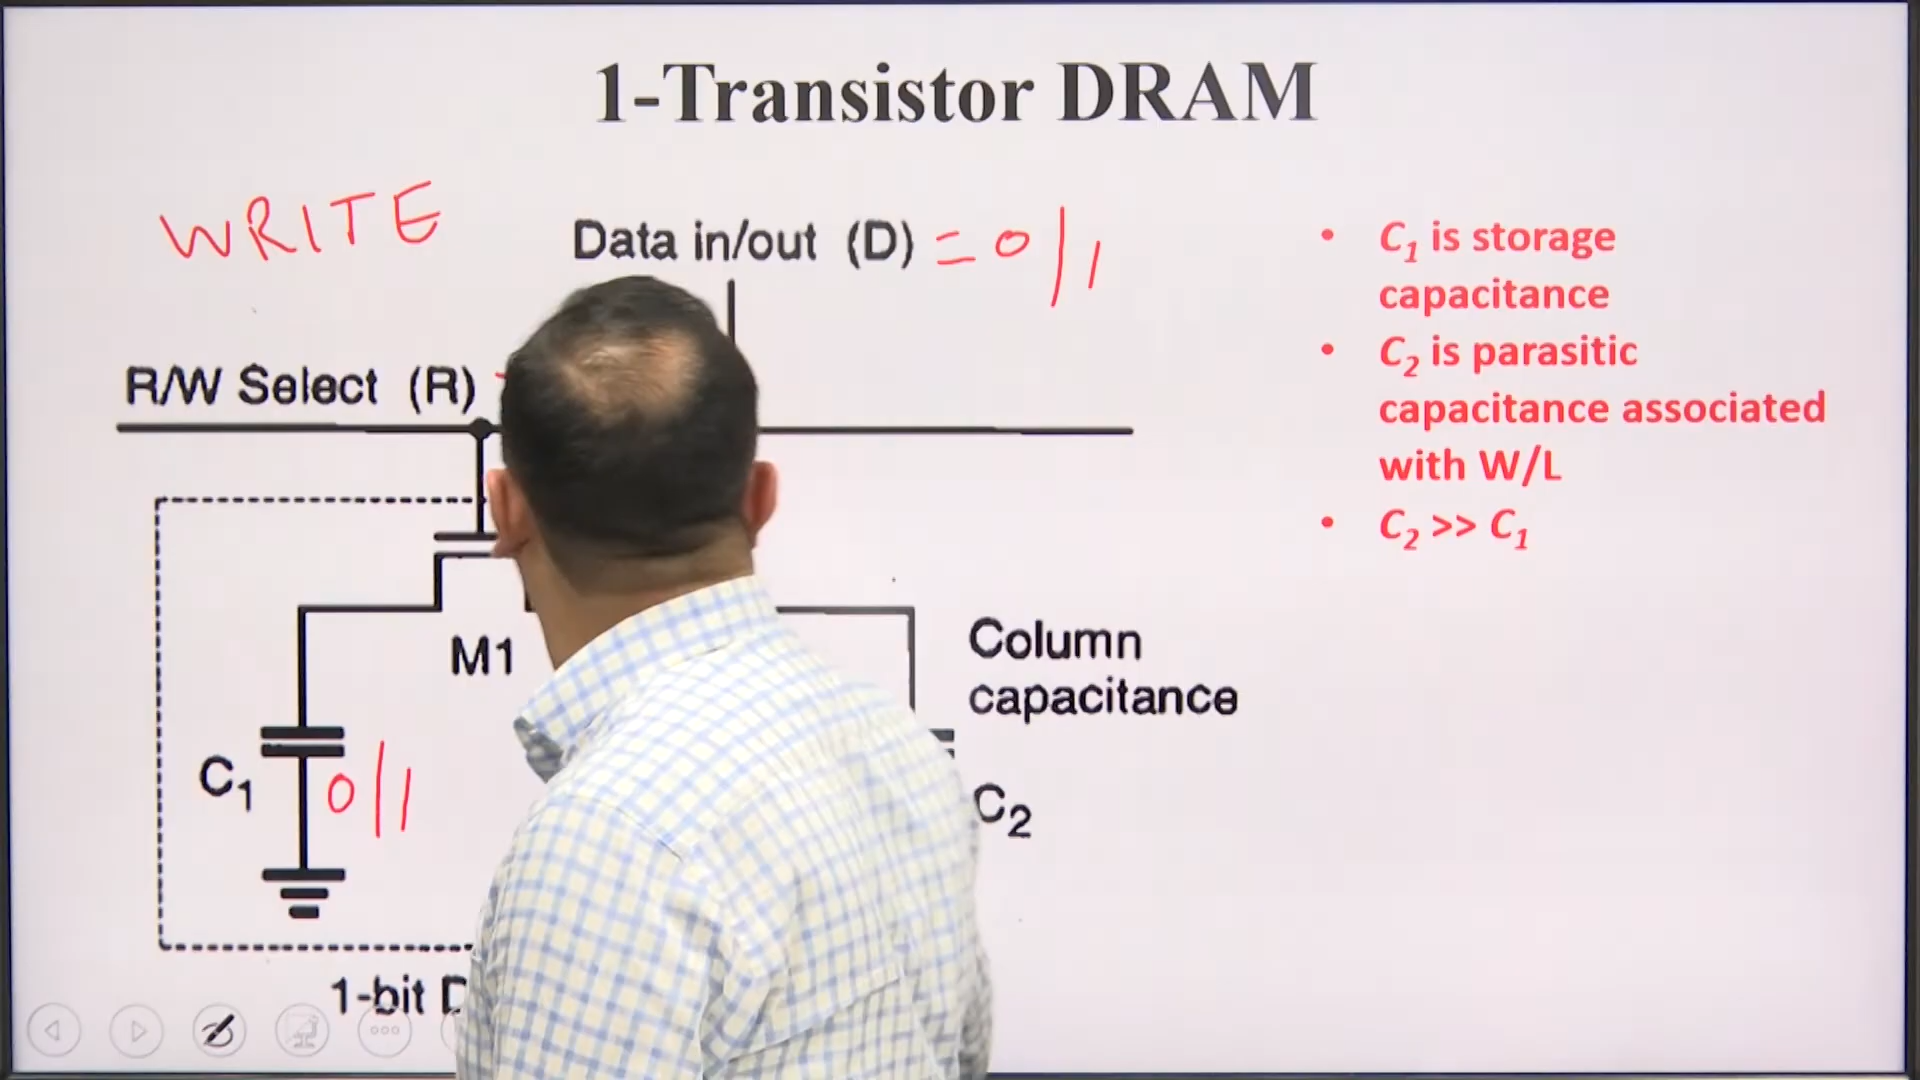 1-Transistor DRAM
WRITE
Data in/out (D) = 0/1
R/W Select (R)
M1
C1 0/1
Column
capacitance
C2
1-bit
• C1 is storage
capacitance
• C2 is parasitic
capacitance associated
with W/L
• C2 >> C1